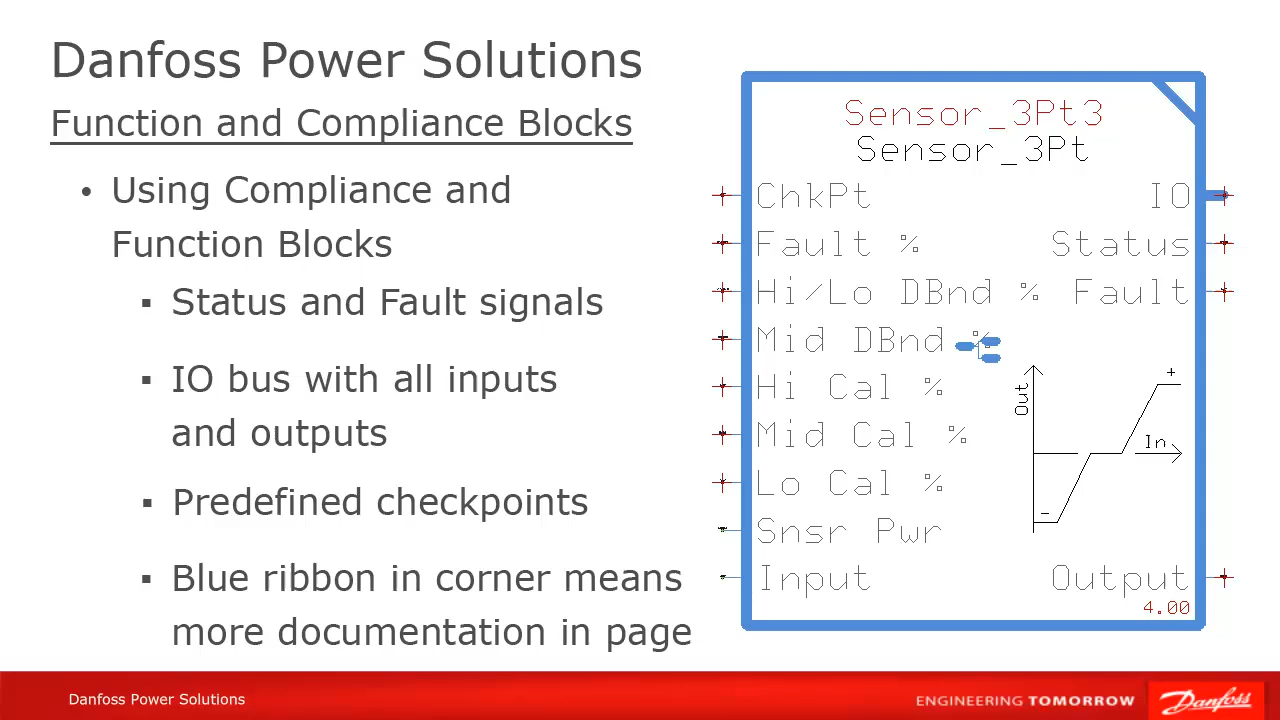 Danfoss Power Solutions
Function and Compliance Blocks
• Using Compliance and
Function Blocks
▪ Status and Fault signals
▪ IO bus with all inputs
and outputs
▪ Predefined checkpoints
▪ Blue ribbon in corner means
more documentation in page
Sensor_3Pt3
Sensor_3Pt
ChkPt IO
Fault % Status
Hi/Lo DBnd % Fault
Mid DBnd %
Hi Cal %
Mid Cal %
Lo Cal %
Snsr Pwr
Input Output
4.00
+
Out
In
−
Danfoss Power Solutions
ENGINEERING TOMORROW
Danfoss